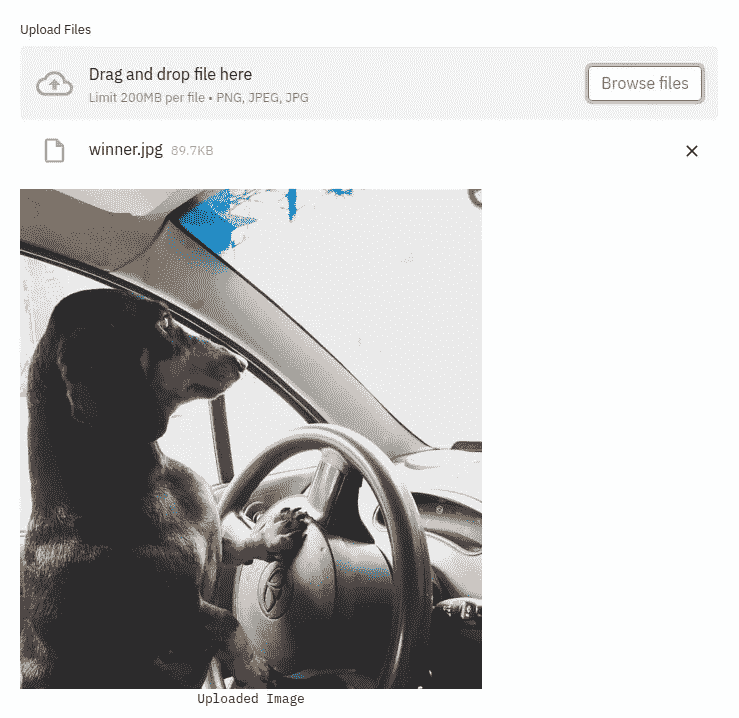 Upload Files
Drag and drop file here
Limit 200MB per file • PNG, JPEG, JPG
Browse files
winner.jpg 89.7KB
Uploaded Image